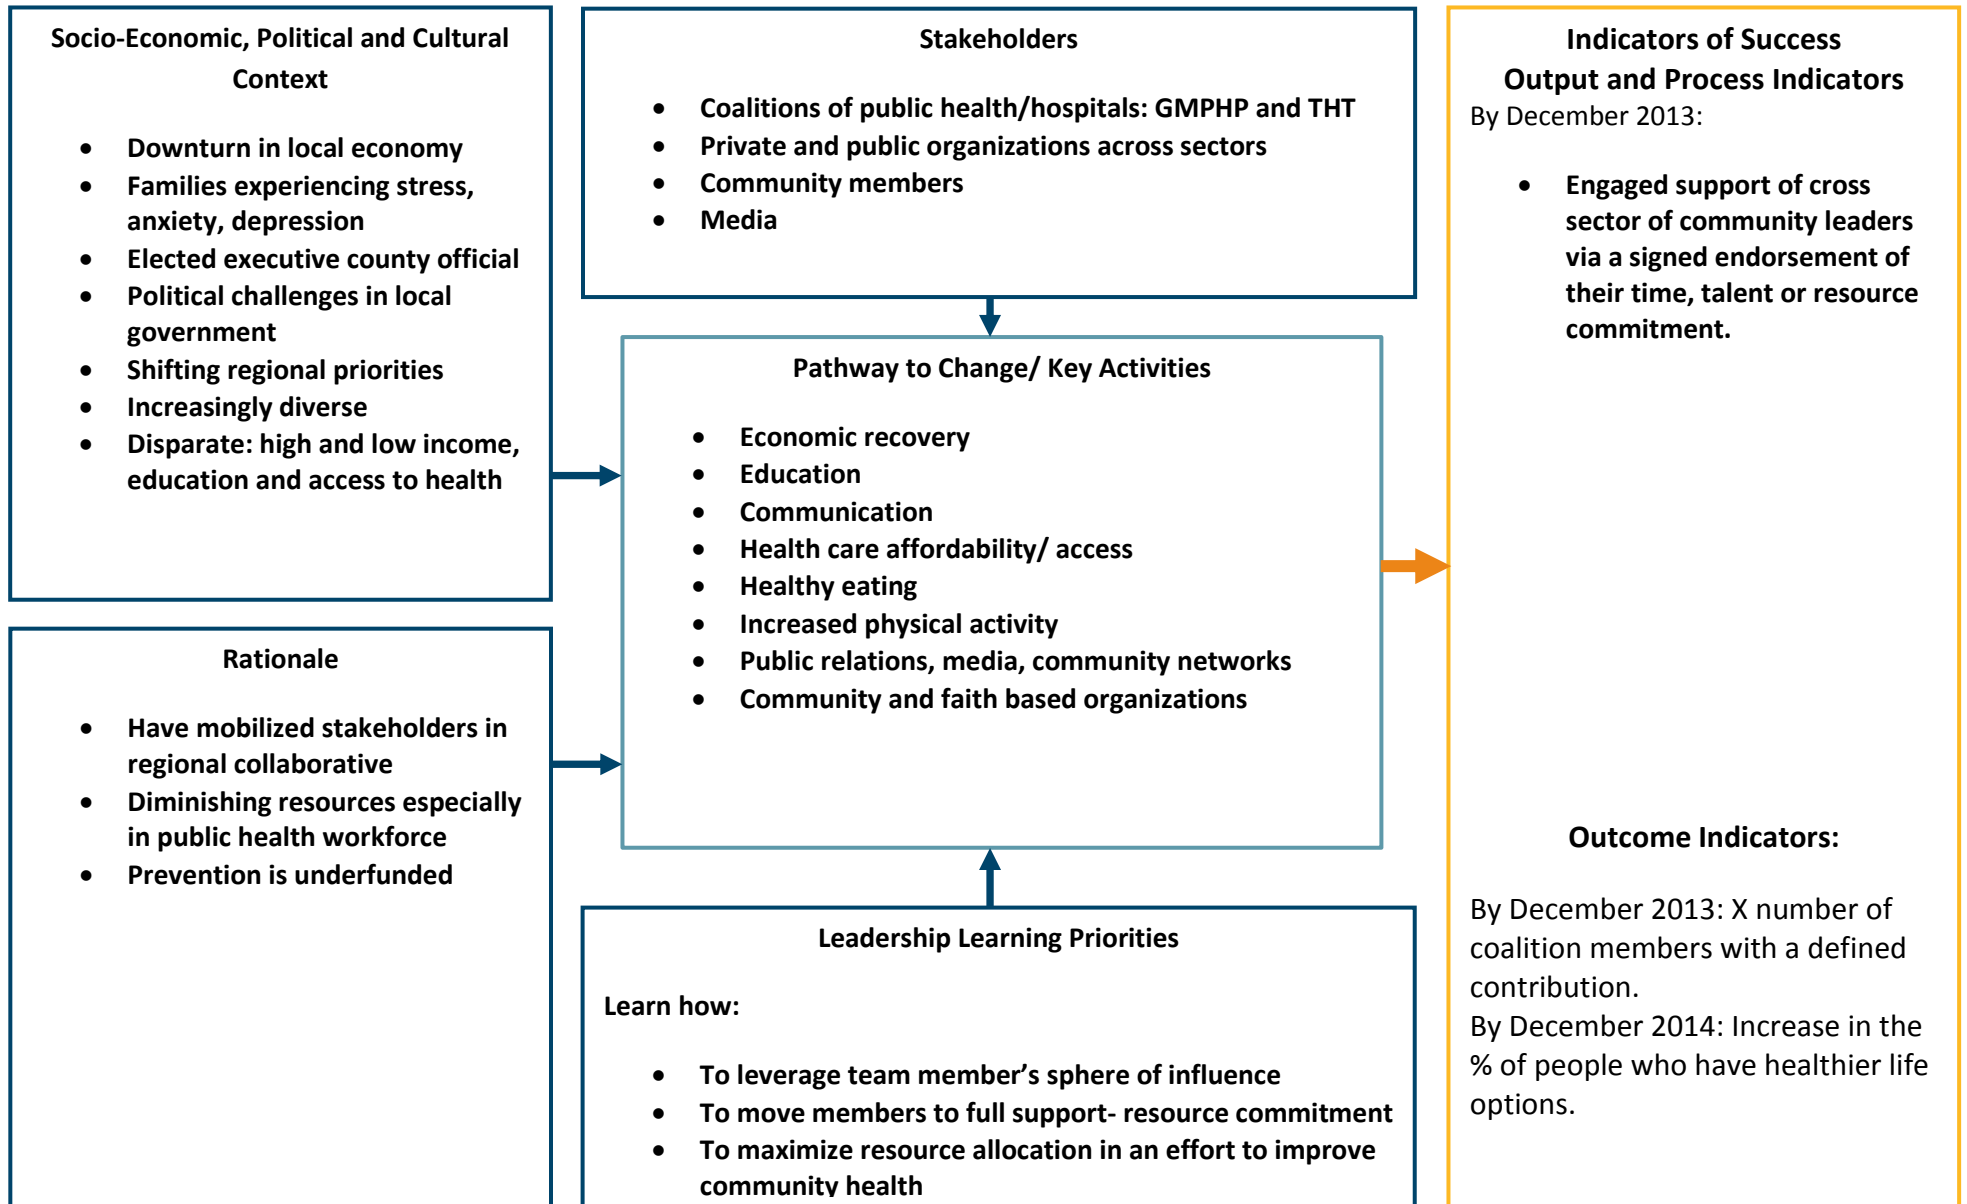 Socio-Economic, Political and Cultural
Context
• Downturn in local economy
• Families experiencing stress,
anxiety, depression
• Elected executive county official
• Political challenges in local
government
• Shifting regional priorities
• Increasingly diverse
• Disparate: high and low income,
education and access to health
Rationale
• Have mobilized stakeholders in
regional collaborative
• Diminishing resources especially
in public health workforce
• Prevention is underfunded
Stakeholders
• Coalitions of public health/hospitals: GMPHP and THT
• Private and public organizations across sectors
• Community members
• Media
Pathway to Change/ Key Activities
• Economic recovery
• Education
• Communication
• Health care affordability/ access
• Healthy eating
• Increased physical activity
• Public relations, media, community networks
• Community and faith based organizations
Leadership Learning Priorities
Learn how:
• To leverage team member’s sphere of influence
• To move members to full support- resource commitment
• To maximize resource allocation in an effort to improve
community health
Indicators of Success
Output and Process Indicators
By December 2013:
• Engaged support of cross
sector of community leaders
via a signed endorsement of
their time, talent or resource
commitment.
Outcome Indicators:
By December 2013: X number of
coalition members with a defined
contribution.
By December 2014: Increase in the
% of people who have healthier life
options.